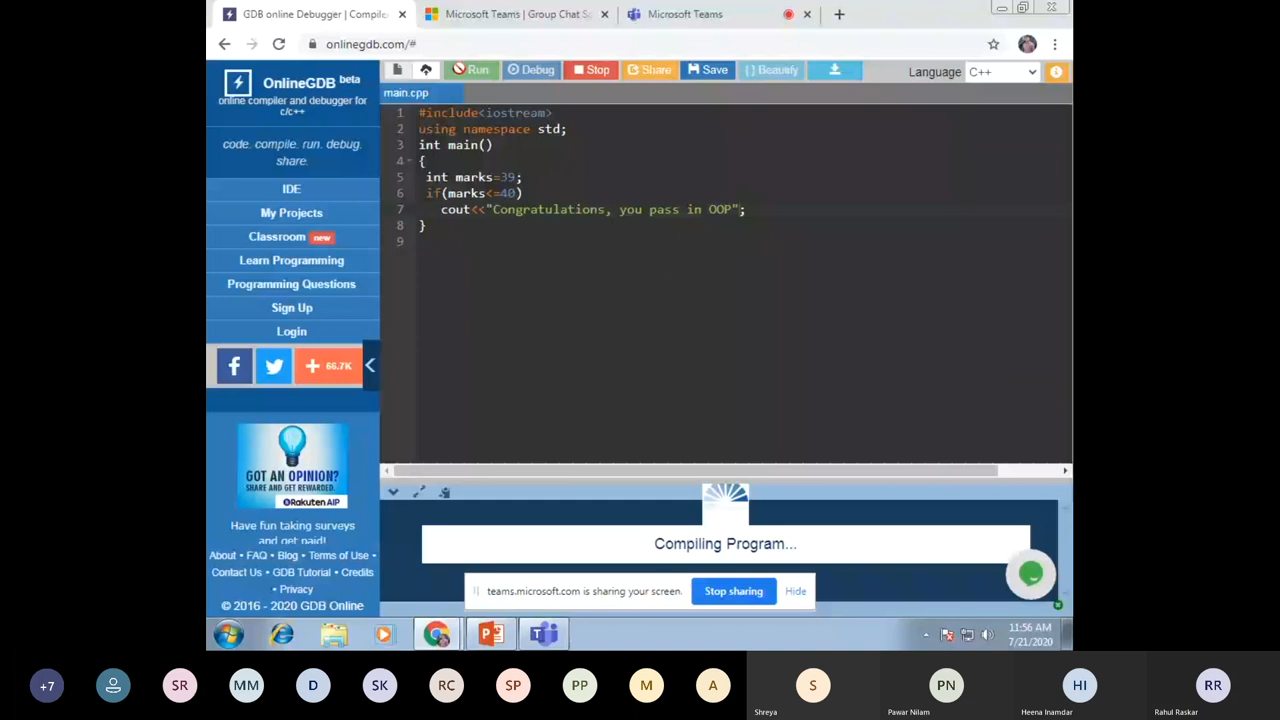 GDB online Debugger | Compiler
Microsoft Teams | Group Chat So
Microsoft Teams
onlinegdb.com/#
OnlineGDB beta
online compiler and debugger for
c/c++
code. compile. run. debug.
share.
IDE
My Projects
Classroom new
Learn Programming
Programming Questions
Sign Up
Login
66.7K
GOT AN OPINION?
SHARE AND GET REWARDED.
Rakuten AIP
Have fun taking surveys
and get paid!
About • FAQ • Blog • Terms of Use •
Contact Us • GDB Tutorial • Credits
• Privacy
© 2016 - 2020 GDB Online
Run
Debug
Stop
Share
Save
{ } Beautify
Language C++
main.cpp
1 #include<iostream>
2 using namespace std;
3 int main()
4 {
5 int marks=39;
6 if(marks<=40)
7 cout<<"Congratulations, you pass in OOP";
8 }
9
Compiling Program...
teams.microsoft.com is sharing your screen.
Stop sharing
Hide
11:56 AM
7/21/2020
+7
SR
MM
D
SK
RC
SP
PP
M
A
S
Shreya
PN
Pawar Nilam
HI
Heena Inamdar
RR
Rahul Raskar